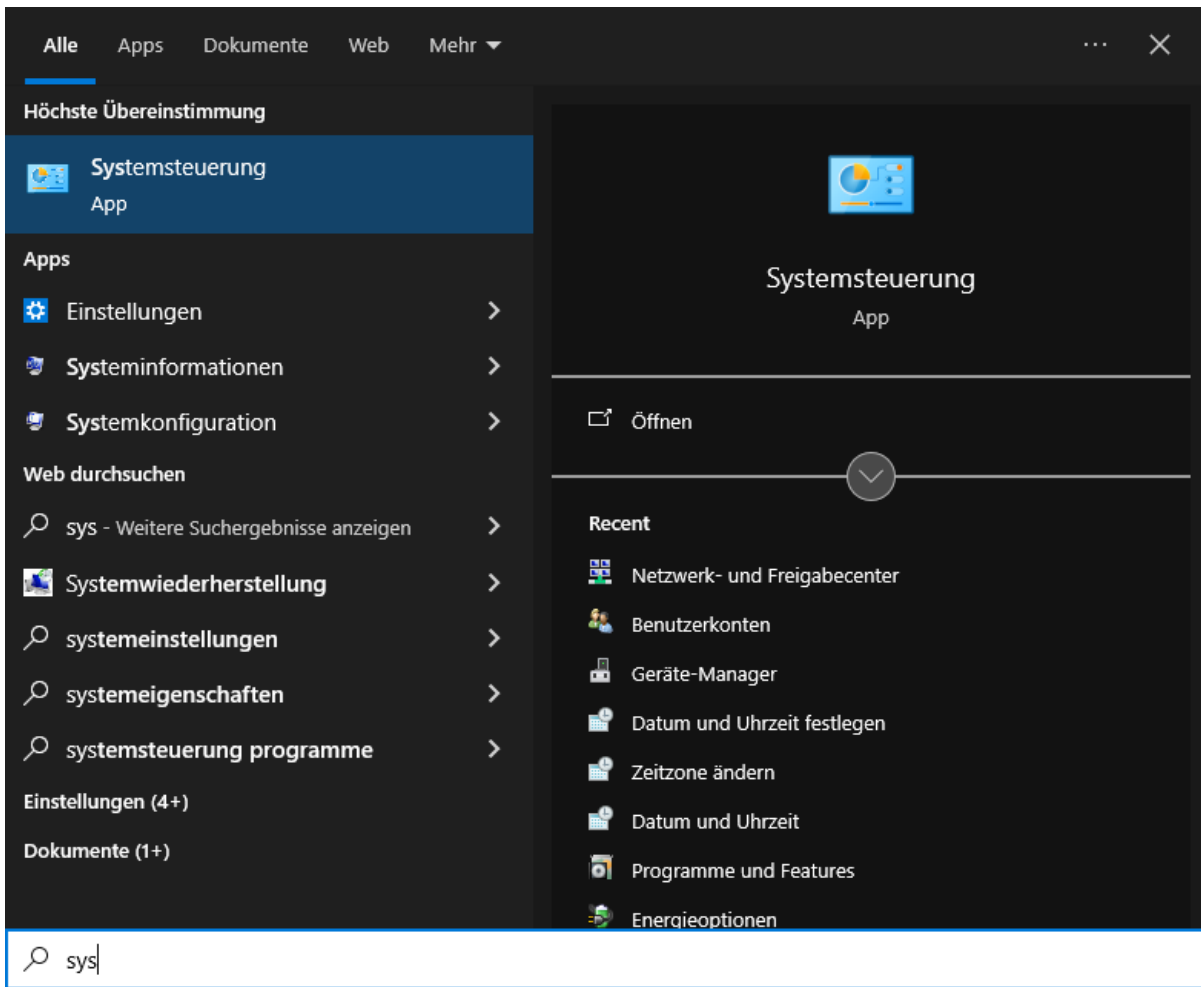 Alle Apps Dokumente Web Mehr
Höchste Übereinstimmung
Systemsteuerung
App
Apps
Einstellungen
Systeminformationen
Systemkonfiguration
Web durchsuchen
sys - Weitere Suchergebnisse anzeigen
Systemwiederherstellung
systemeinstellungen
systemeigenschaften
systemsteuerung programme
Einstellungen (4+)
Dokumente (1+)
Systemsteuerung
App
Öffnen
Recent
Netzwerk- und Freigabecenter
Benutzerkonten
Geräte-Manager
Datum und Uhrzeit festlegen
Zeitzone ändern
Datum und Uhrzeit
Programme und Features
Energieoptionen
sys